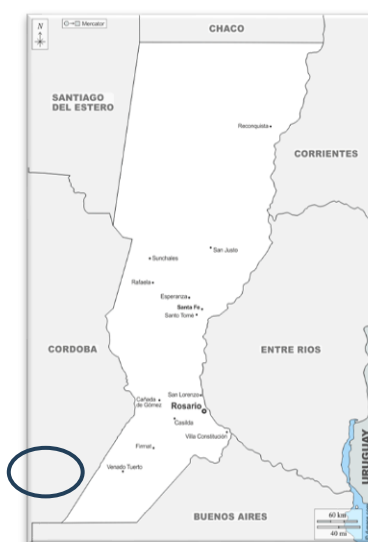 N
Mercator
CHACO
SANTIAGO
DEL ESTERO
Reconquista
CORRIENTES
San Justo
Sunchales
Rafaela
Esperanza
Santa Fe
Santo Tomé
CORDOBA
ENTRE RIOS
Cañada
de Gómez
San Lorenzo
Rosario
Casilda
Villa Constitución
Firmat
Venado Tuerto
URUGUAY
BUENOS AIRES
60 km
40 mi